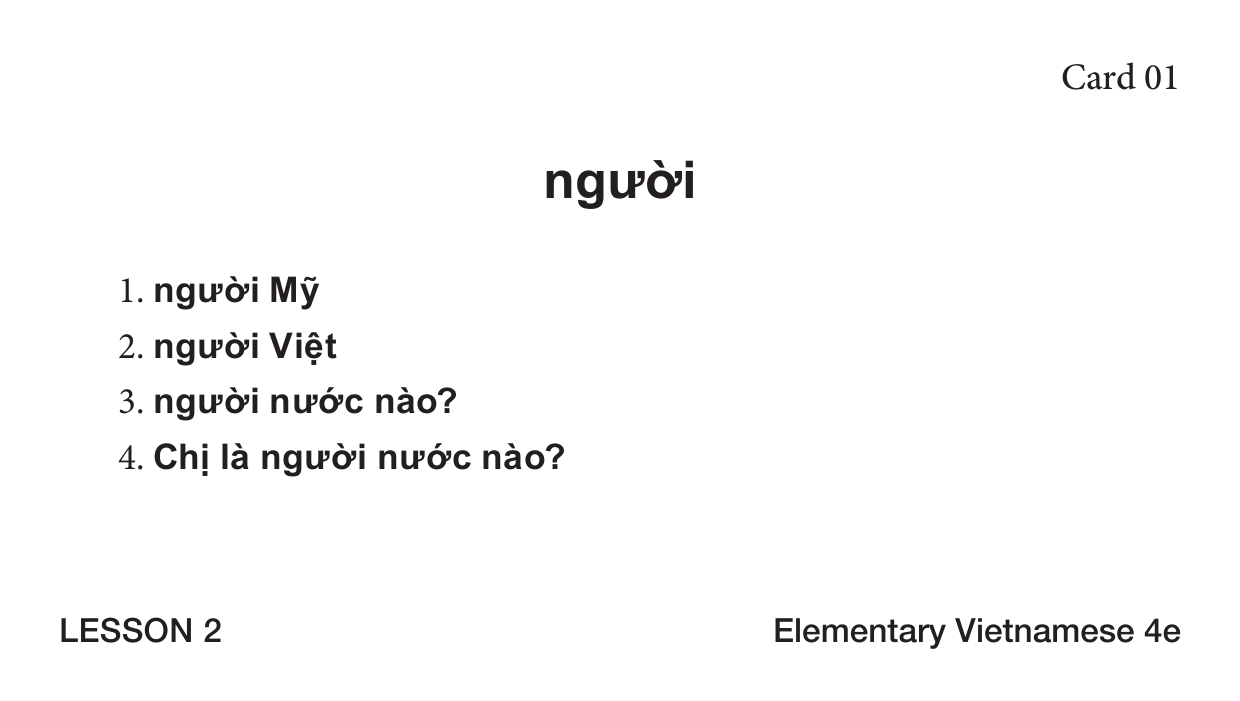 Card 01
người
1. người Mỹ
2. người Việt
3. người nước nào?
4. Chị là người nước nào?
LESSON 2
Elementary Vietnamese 4e